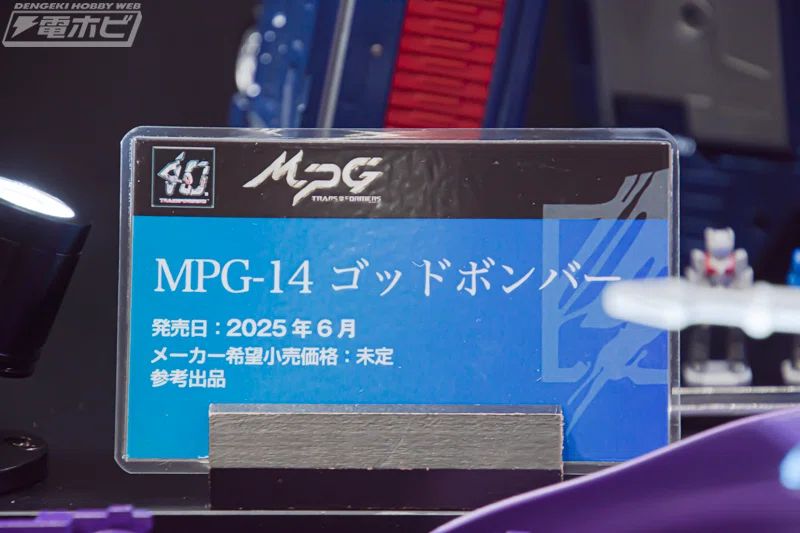 DENGEKI HOBBY WEB
電ホビ
40
TRANSFORMERS
MPG
TRANSFORMERS
MPG-14 ゴッドボンバー
発売日：2025年6月
メーカー希望小売価格：未定
参考出品